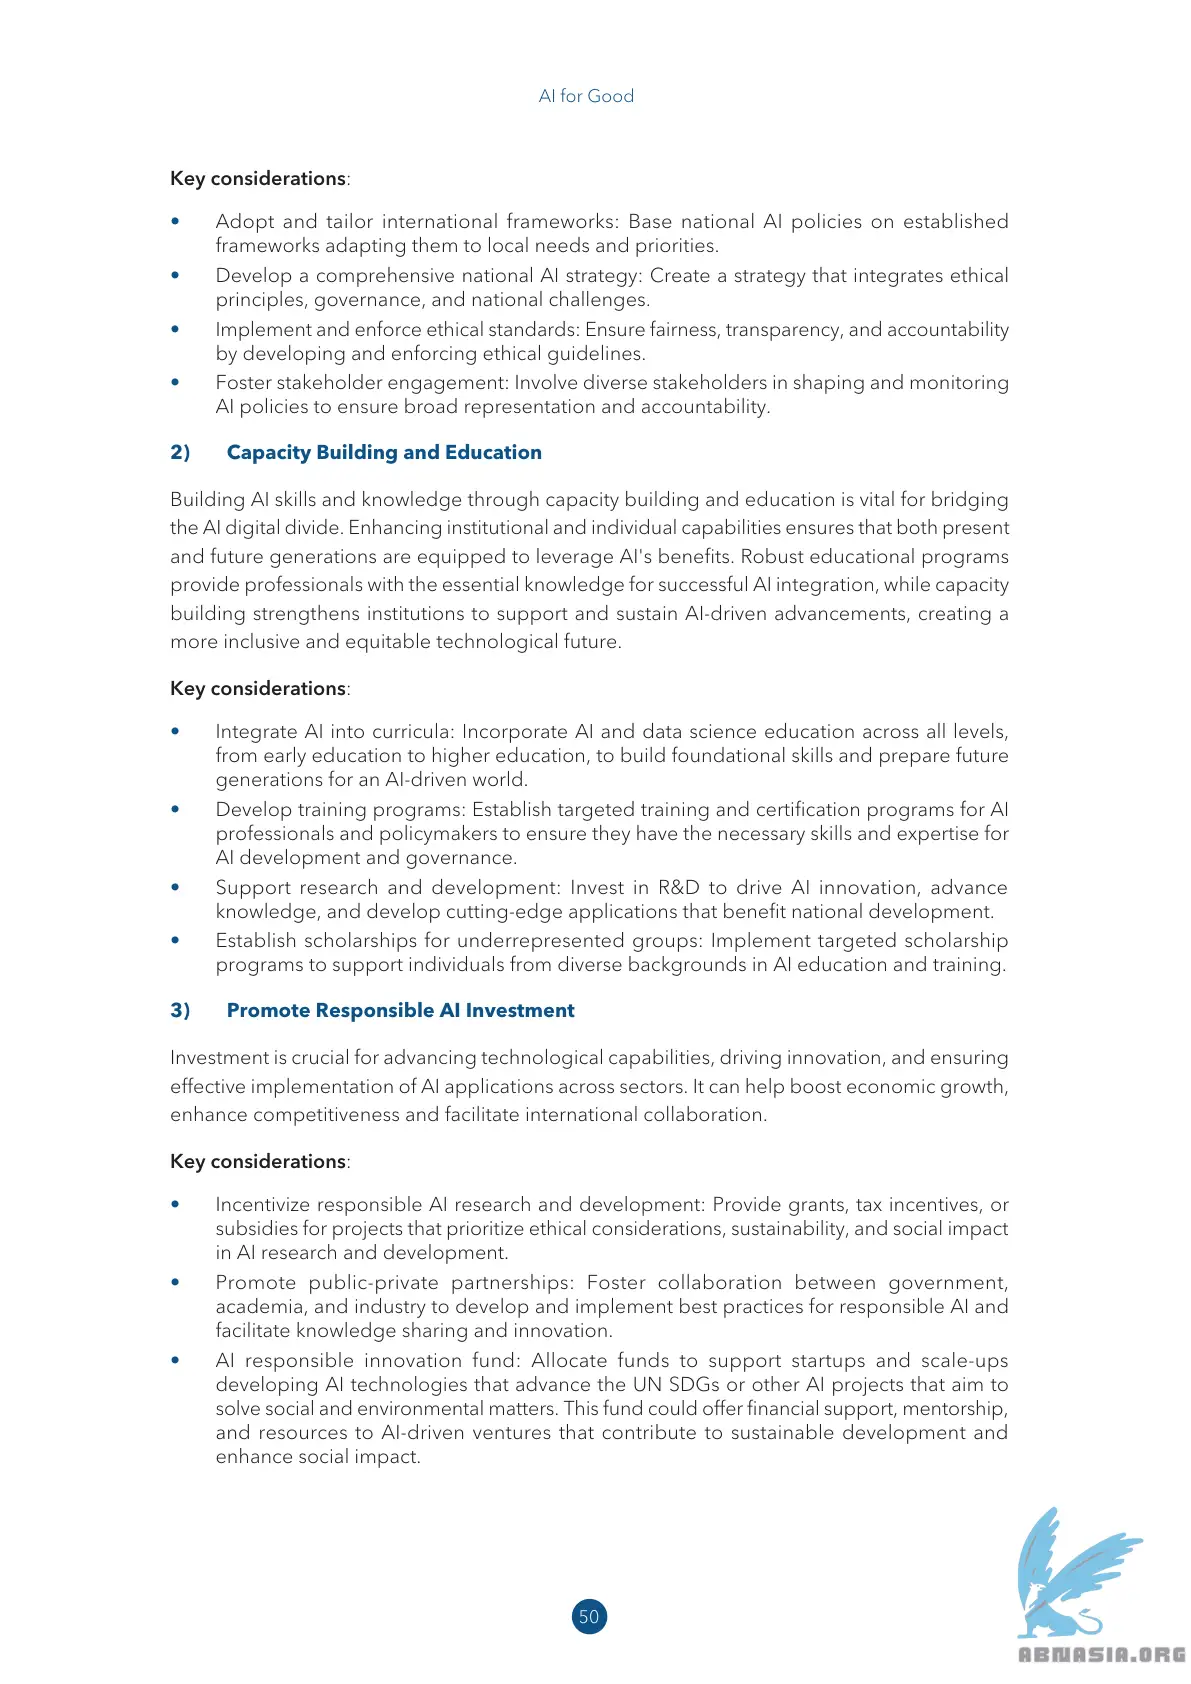 AI for Good
Key considerations:
• Adopt and tailor international frameworks: Base national AI policies on established
frameworks adapting them to local needs and priorities.
• Develop a comprehensive national AI strategy: Create a strategy that integrates ethical
principles, governance, and national challenges.
• Implement and enforce ethical standards: Ensure fairness, transparency, and accountability
by developing and enforcing ethical guidelines.
• Foster stakeholder engagement: Involve diverse stakeholders in shaping and monitoring
AI policies to ensure broad representation and accountability.
2) Capacity Building and Education
Building AI skills and knowledge through capacity building and education is vital for bridging
the AI digital divide. Enhancing institutional and individual capabilities ensures that both present
and future generations are equipped to leverage AI's benefits. Robust educational programs
provide professionals with the essential knowledge for successful AI integration, while capacity
building strengthens institutions to support and sustain AI-driven advancements, creating a
more inclusive and equitable technological future.
Key considerations:
• Integrate AI into curricula: Incorporate AI and data science education across all levels,
from early education to higher education, to build foundational skills and prepare future
generations for an AI-driven world.
• Develop training programs: Establish targeted training and certification programs for AI
professionals and policymakers to ensure they have the necessary skills and expertise for
AI development and governance.
• Support research and development: Invest in R&D to drive AI innovation, advance
knowledge, and develop cutting-edge applications that benefit national development.
• Establish scholarships for underrepresented groups: Implement targeted scholarship
programs to support individuals from diverse backgrounds in AI education and training.
3) Promote Responsible AI Investment
Investment is crucial for advancing technological capabilities, driving innovation, and ensuring
effective implementation of AI applications across sectors. It can help boost economic growth,
enhance competitiveness and facilitate international collaboration.
Key considerations:
• Incentivize responsible AI research and development: Provide grants, tax incentives, or
subsidies for projects that prioritize ethical considerations, sustainability, and social impact
in AI research and development.
• Promote public-private partnerships: Foster collaboration between government,
academia, and industry to develop and implement best practices for responsible AI and
facilitate knowledge sharing and innovation.
• AI responsible innovation fund: Allocate funds to support startups and scale-ups
developing AI technologies that advance the UN SDGs or other AI projects that aim to
solve social and environmental matters. This fund could offer financial support, mentorship,
and resources to AI-driven ventures that contribute to sustainable development and
enhance social impact.
50
ABNASIA.ORG